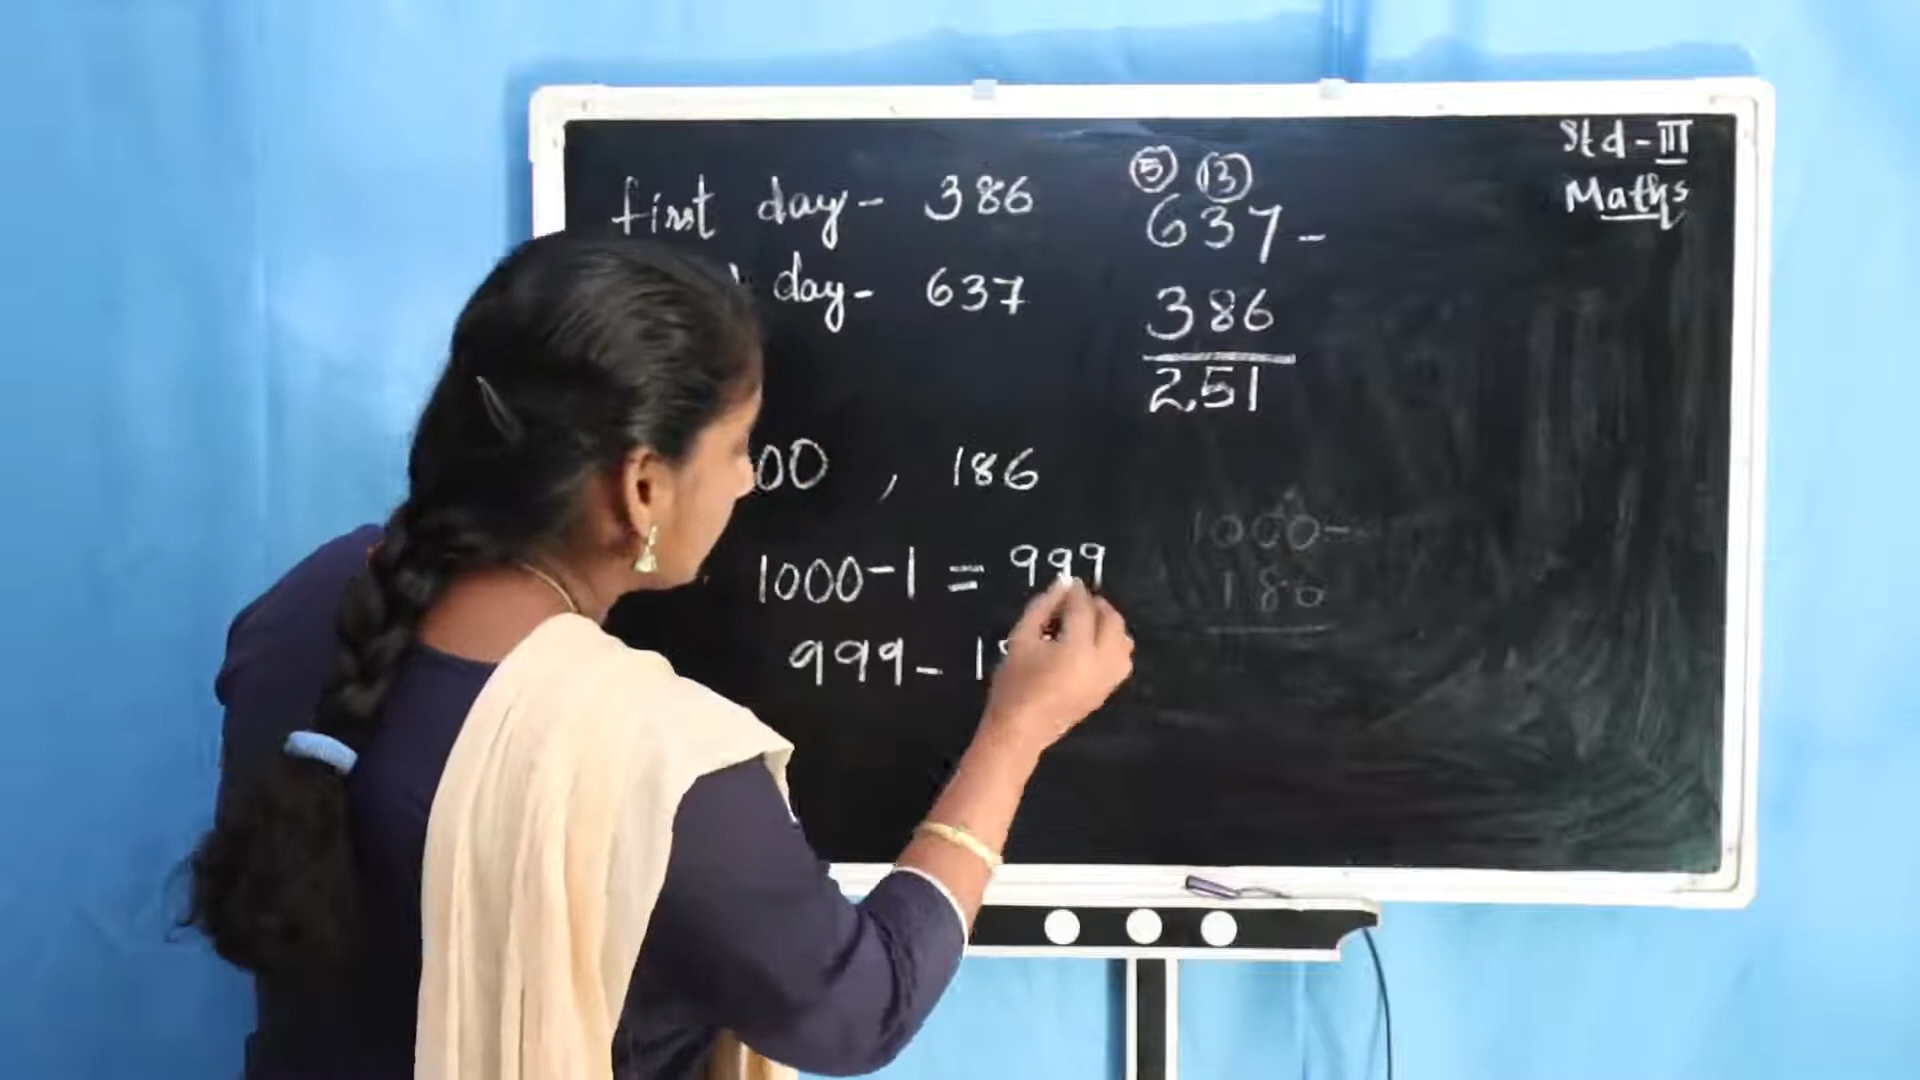 Std - III
Maths
first day - 386
day - 637
5 13
637 -
386
251
00 , 186
1000 - 1 = 999
999 - 1
1000 -
180